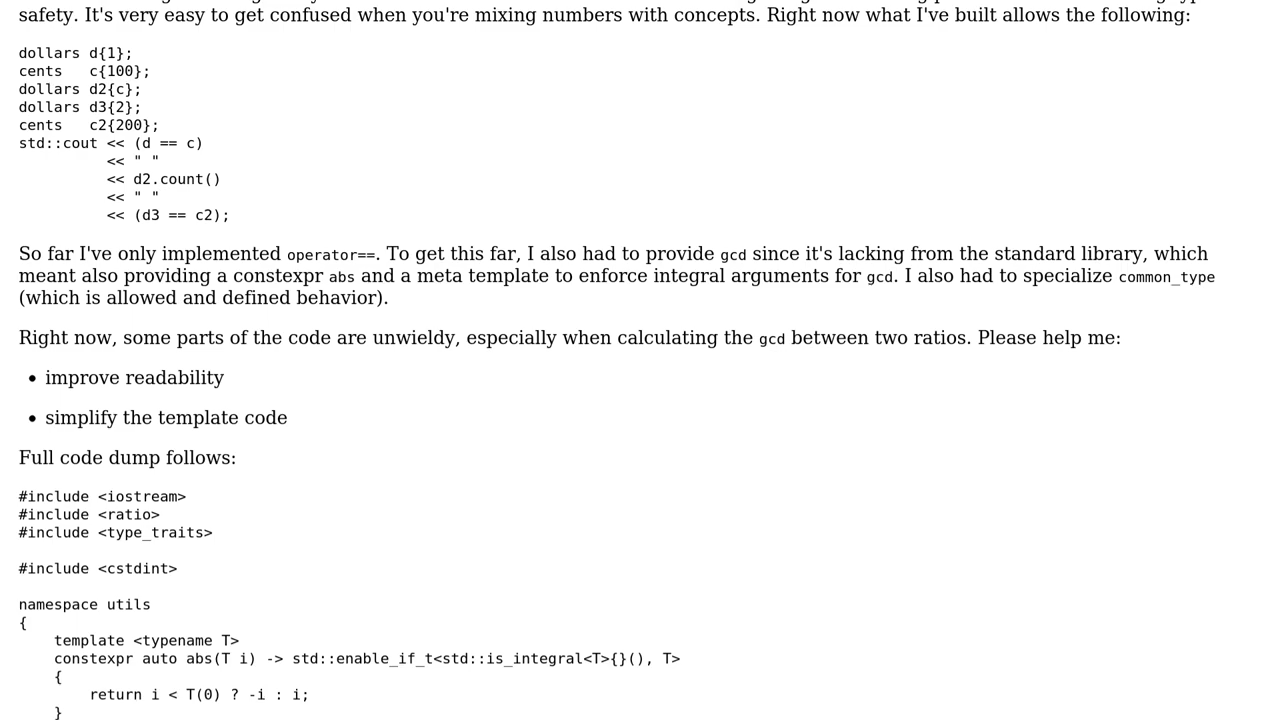 safety. It's very easy to get confused when you're mixing numbers with concepts. Right now what I've built allows the following:
dollars d{1};
cents   c{100};
dollars d2{c};
dollars d3{2};
cents   c2{200};
std::cout << (d == c)
          << " "
          << d2.count()
          << " "
          << (d3 == c2);
So far I've only implemented operator==. To get this far, I also had to provide gcd since it's lacking from the standard library, which
meant also providing a constexpr abs and a meta template to enforce integral arguments for gcd. I also had to specialize common_type
(which is allowed and defined behavior).
Right now, some parts of the code are unwieldy, especially when calculating the gcd between two ratios. Please help me:
• improve readability
• simplify the template code
Full code dump follows:
#include <iostream>
#include <ratio>
#include <type_traits>
#include <cstdint>
namespace utils
{
    template <typename T>
    constexpr auto abs(T i) -> std::enable_if_t<std::is_integral<T>{}(), T>
    {
        return i < T(0) ? -i : i;
    }